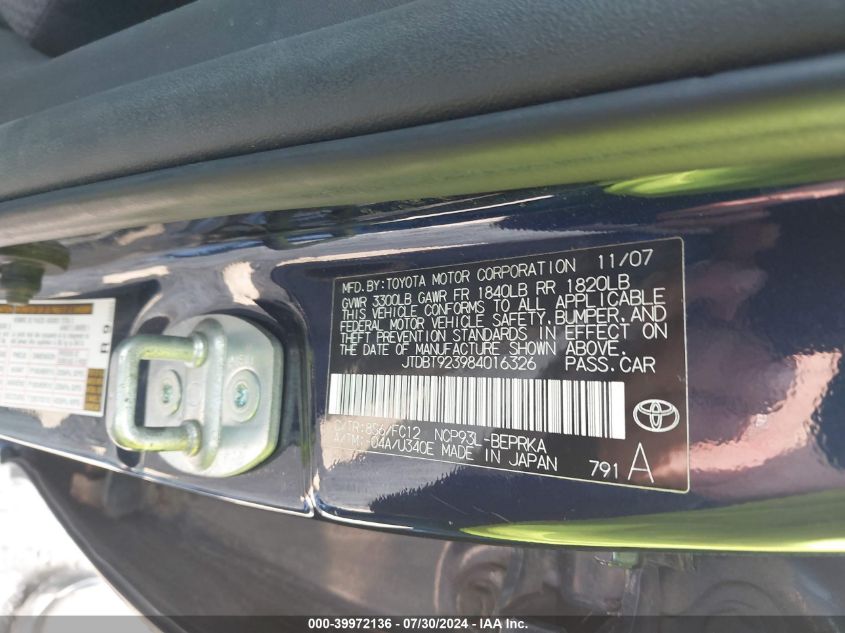 MFD.BY: TOYOTA MOTOR CORPORATION 11/07
GVWR 3300LB GAWR FR 1840LB RR 1820LB
THIS VEHICLE CONFORMS TO ALL APPLICABLE
FEDERAL MOTOR VEHICLE SAFETY, BUMPER, AND
THEFT PREVENTION STANDARDS IN EFFECT ON
THE DATE OF MANUFACTURE SHOWN ABOVE.
JTDBT923984016326 PASS.CAR
C/TR:8S6/FC12 NCP93L-BEPRKA
A/TM:-04A/U340E MADE IN JAPAN 791 A
000-39972136 - 07/30/2024 - IAA Inc.